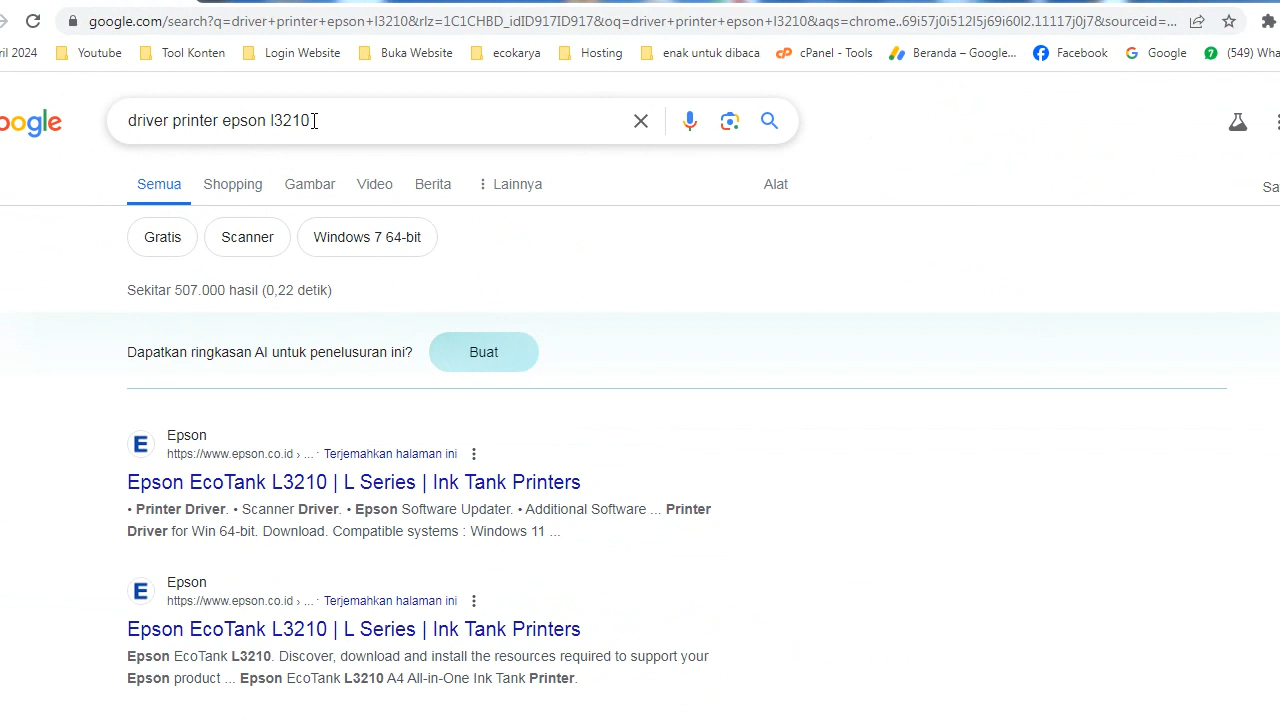 google.com/search?q=driver+printer+epson+l3210&rlz=1C1CHBD_idID917ID917&oq=driver+printer+epson+l3210&aqs=chrome..69i57j0i512l5j69i60l2.11117j0j7&sourceid=...
ril 2024 Youtube Tool Konten Login Website Buka Website ecokarya Hosting enak untuk dibaca cPanel - Tools Beranda – Google... Facebook Google (549) Wha
oogle driver printer epson l3210
Semua Shopping Gambar Video Berita Lainnya Alat Sa
Gratis Scanner Windows 7 64-bit
Sekitar 507.000 hasil (0,22 detik)
Dapatkan ringkasan AI untuk penelusuran ini? Buat
Epson
https://www.epson.co.id › ... · Terjemahkan halaman ini
Epson EcoTank L3210 | L Series | Ink Tank Printers
• Printer Driver. • Scanner Driver. • Epson Software Updater. • Additional Software ... Printer
Driver for Win 64-bit. Download. Compatible systems : Windows 11 ...
Epson
https://www.epson.co.id › ... · Terjemahkan halaman ini
Epson EcoTank L3210 | L Series | Ink Tank Printers
Epson EcoTank L3210. Discover, download and install the resources required to support your
Epson product ... Epson EcoTank L3210 A4 All-in-One Ink Tank Printer.